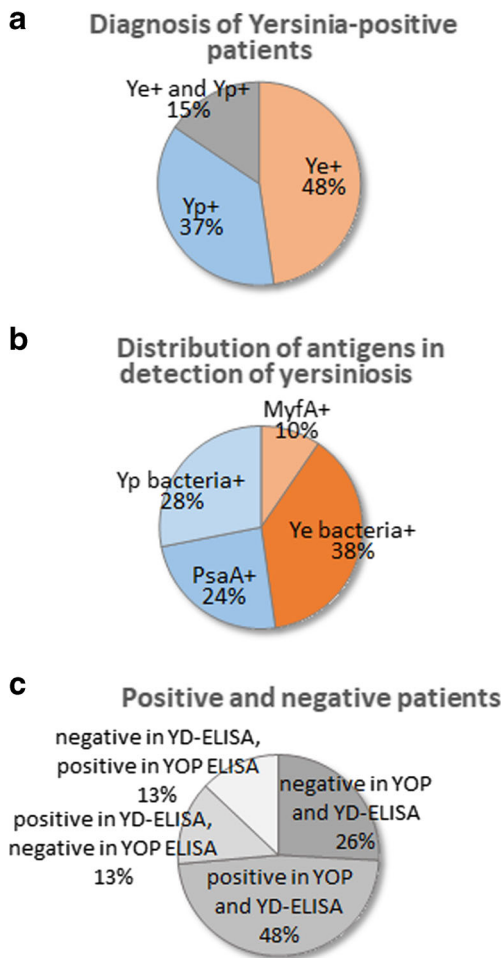 a
Diagnosis of Yersinia-positive
patients
Ye+ and Yp+
15%
Ye+
48%
Yp+
37%
b
Distribution of antigens in
detection of yersiniosis
MyfA+
10%
Yp bacteria+
28%
Ye bacteria+
38%
PsaA+
24%
c
Positive and negative patients
negative in YD-ELISA,
positive in YOP ELISA
13%
negative in YOP
and YD-ELISA
26%
positive in YD-ELISA,
negative in YOP ELISA
13%
positive in YOP
and YD-ELISA
48%